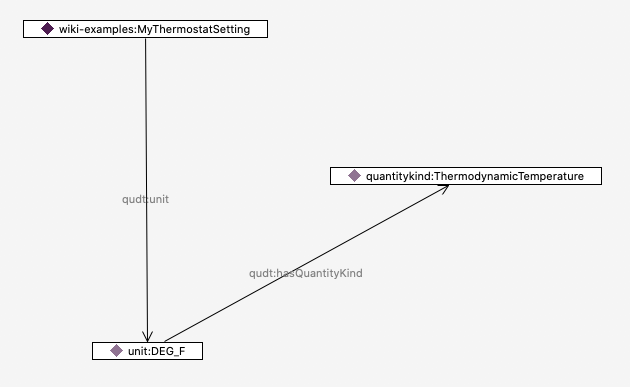 wiki-examples:MyThermostatSetting
quantitykind:ThermodynamicTemperature
qudt:unit
qudt:hasQuantityKind
unit:DEG_F